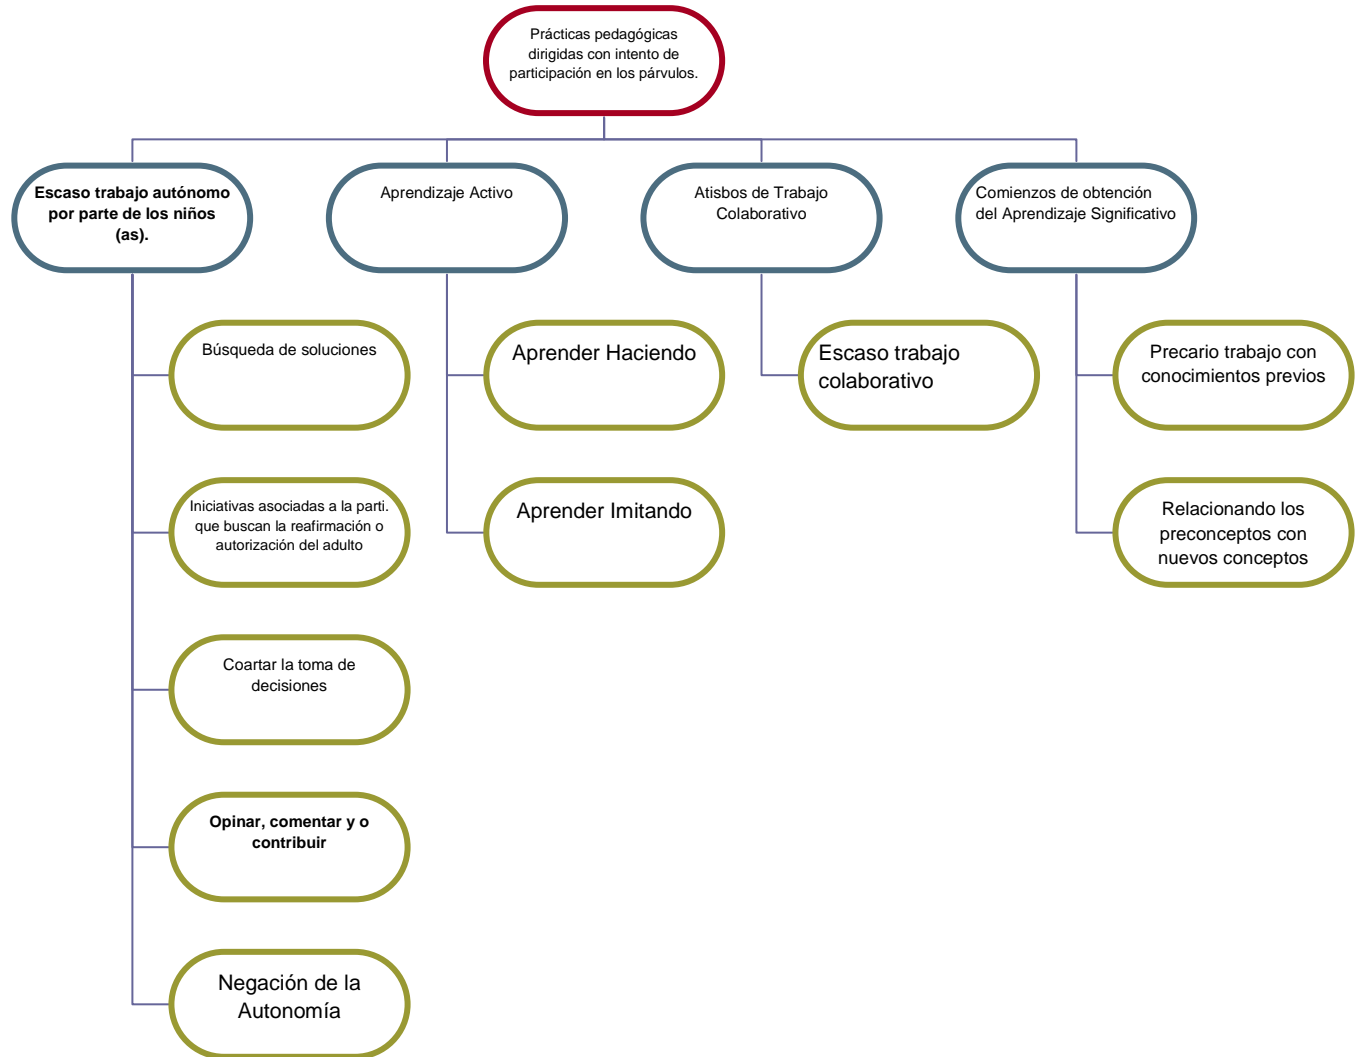 Prácticas pedagógicas
dirigidas con intento de
participación en los párvulos.
Escaso trabajo autónomo
por parte de los niños
(as).
Aprendizaje Activo
Atisbos de Trabajo
Colaborativo
Comienzos de obtención
del Aprendizaje Significativo
Búsqueda de soluciones
Aprender Haciendo
Escaso trabajo
colaborativo
Precario trabajo con
conocimientos previos
Iniciativas asociadas a la parti.
que buscan la reafirmación o
autorización del adulto
Aprender Imitando
Relacionando los
preconceptos con
nuevos conceptos
Coartar la toma de
decisiones
Opinar, comentar y o
contribuir
Negación de la
Autonomía